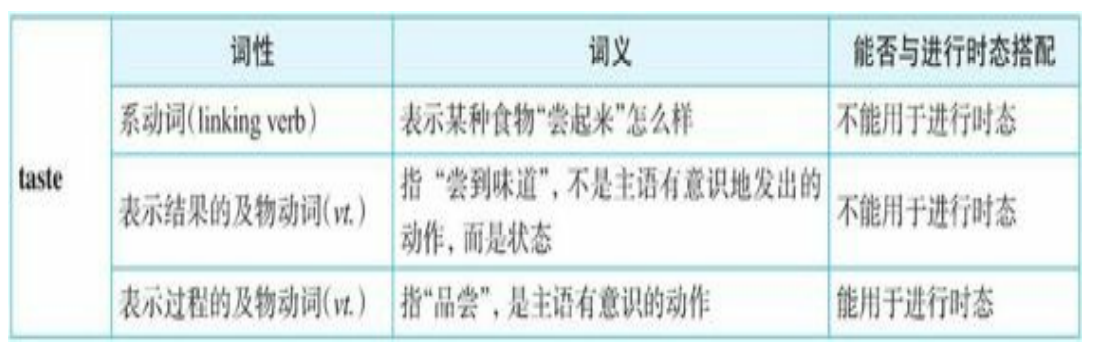 词性 词义 能否与进行时态搭配
系动词(linking verb) 表示某种食物“尝起来”怎么样 不能用于进行时态
taste
表示结果的及物动词(vt.) 指“尝到味道”,不是主语有意识地发出的动作,而是状态 不能用于进行时态
表示过程的及物动词(vt.) 指“品尝”,是主语有意识的动作 能用于进行时态